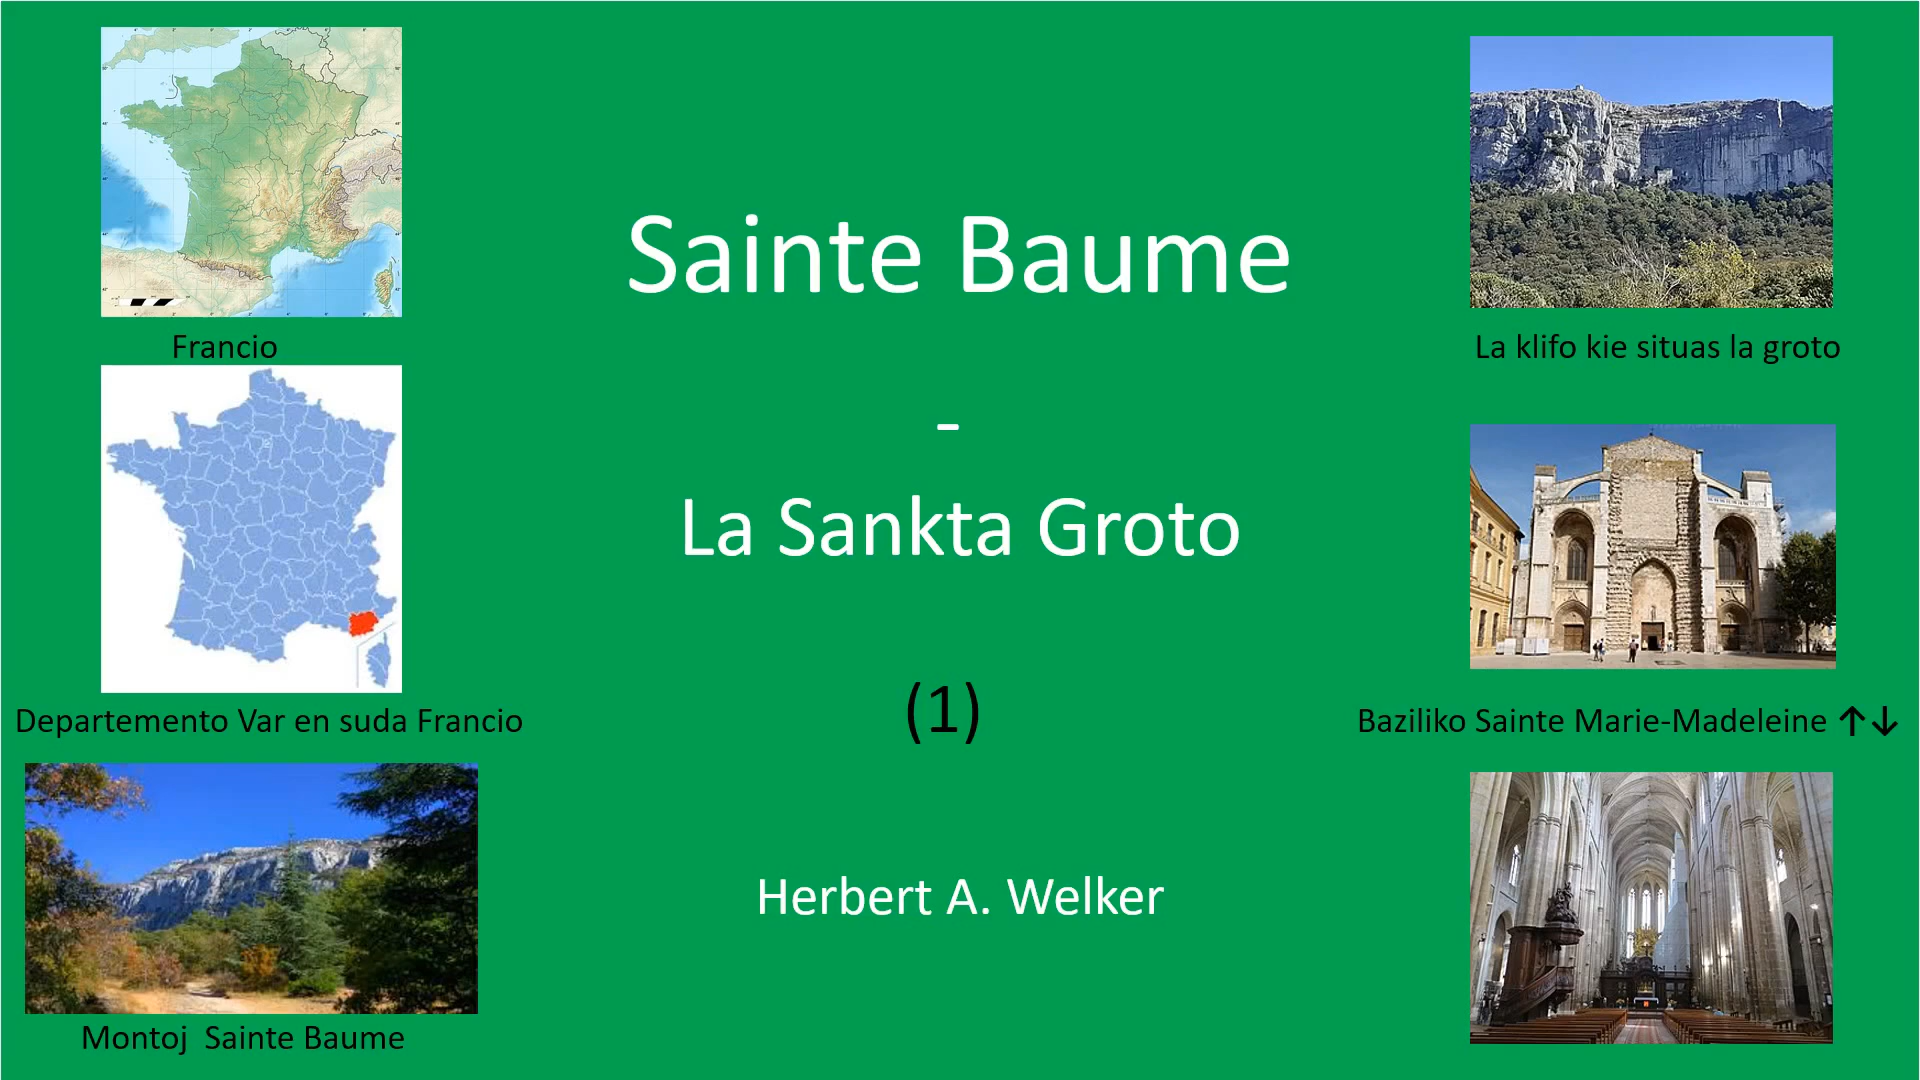 Sainte Baume
-
La Sankta Groto
(1)
Herbert A. Welker
Francio
Departemento Var en suda Francio
Montoj  Sainte Baume
La klifo kie situas la groto
Baziliko Sainte Marie-Madeleine ↑↓